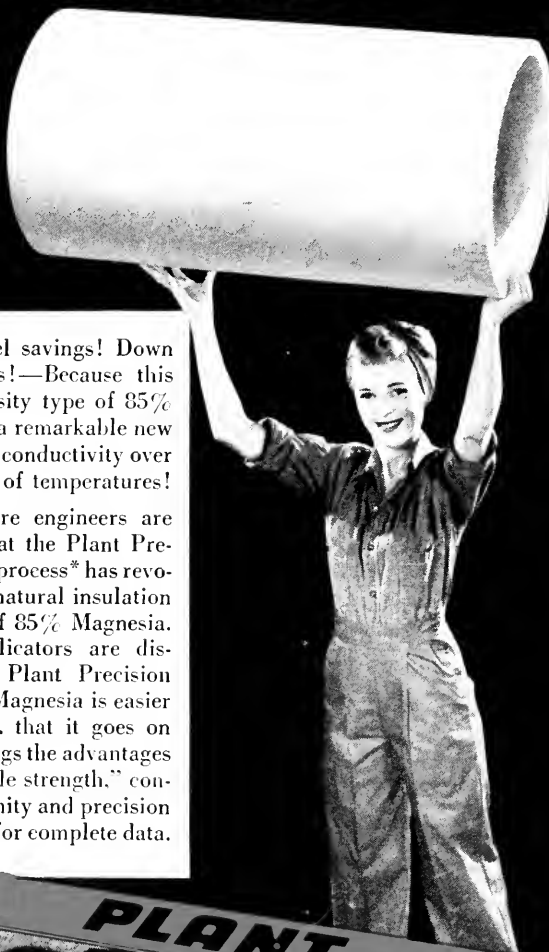 el savings! Down
s!—Because this
sity type of 85%
a remarkable new
conductivity over
of temperatures!
re engineers are
at the Plant Pre-
process* has revo-
natural insulation
f 85% Magnesia.
licators are dis-
Plant Precision
Magnesia is easier
. that it goes on
gs the advantages
le strength," con-
nity and precision
for complete data.
PLANT